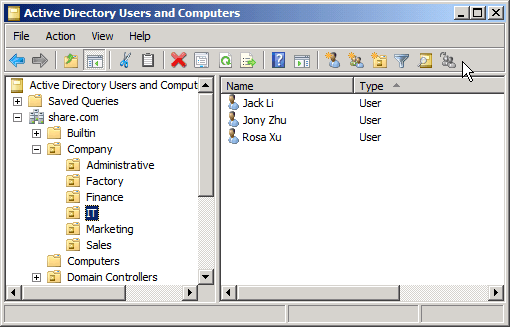 Active Directory Users and Computers
File Action View Help
Active Directory Users and Comput
Saved Queries
share.com
Builtin
Company
Administrative
Factory
Finance
IT
Marketing
Sales
Computers
Domain Controllers
Name Type
Jack Li User
Jony Zhu User
Rosa Xu User